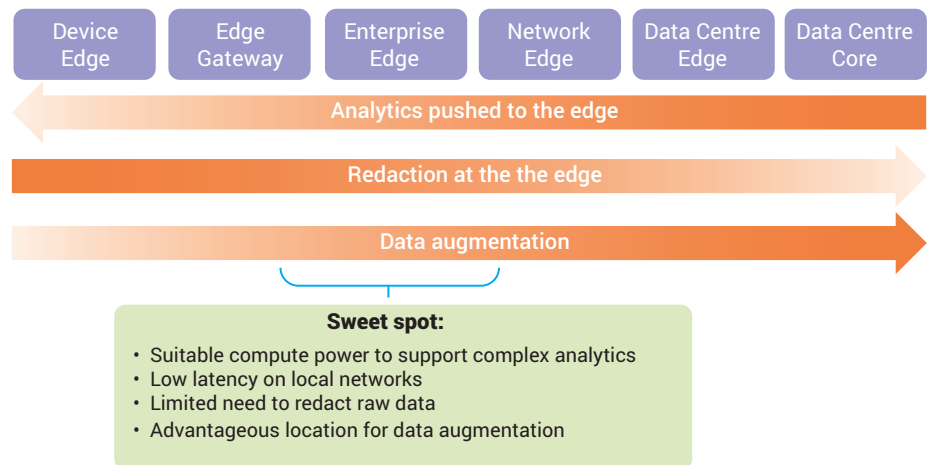 Device Edge
Edge Gateway
Enterprise Edge
Network Edge
Data Centre Edge
Data Centre Core
Analytics pushed to the edge
Redaction at the the edge
Data augmentation
Sweet spot:
• Suitable compute power to support complex analytics
• Low latency on local networks
• Limited need to redact raw data
• Advantageous location for data augmentation